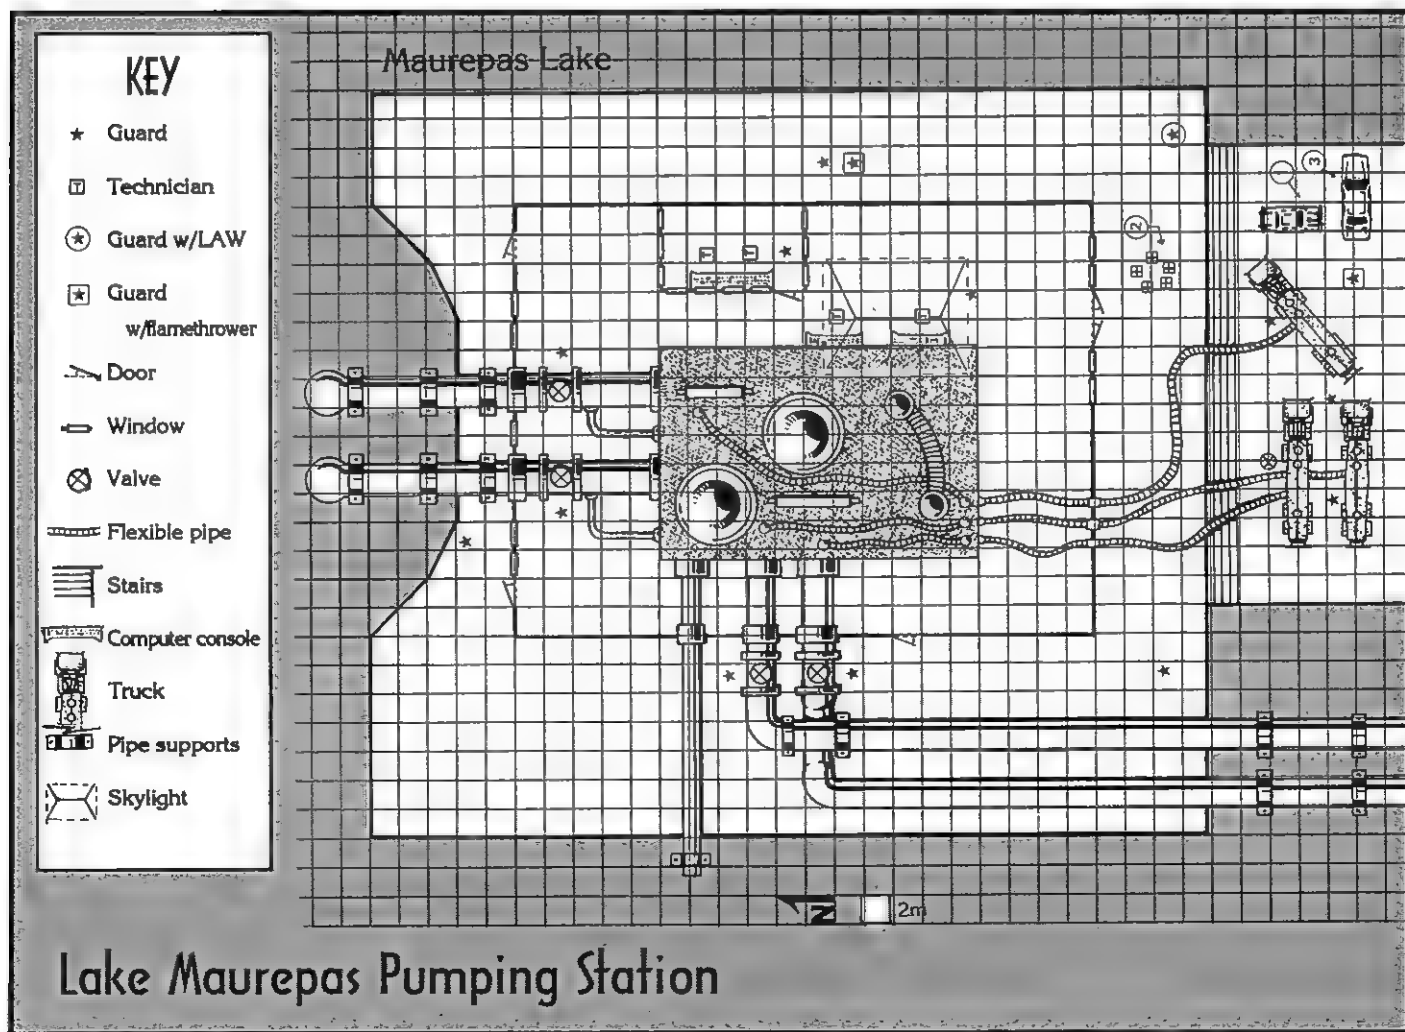 KEY
Guard
T
Technician
Guard w/LAW
Guard
w/flamethrower
Door
Window
Valve
Flexible pipe
Stairs
Computer console
Truck
Pipe supports
Skylight
Maurepas Lake
1
3
2
T
T
T
T
N
2m
Lake Maurepas Pumping Station